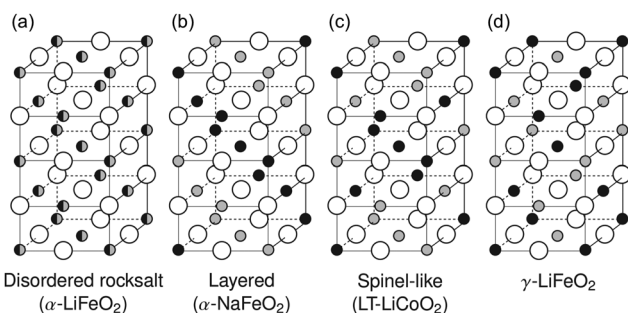 (a) (b) (c) (d)
Disordered rocksalt Layered Spinel-like γ-LiFeO₂
(α-LiFeO₂) (α-NaFeO₂) (LT-LiCoO₂)